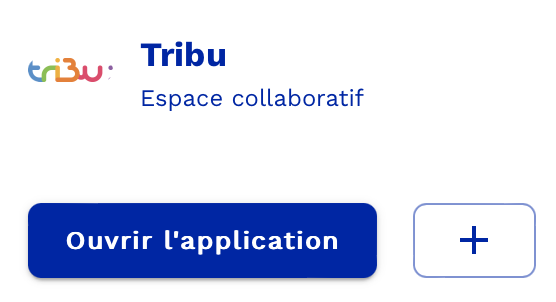 tribu
Tribu
Espace collaboratif
Ouvrir l'application